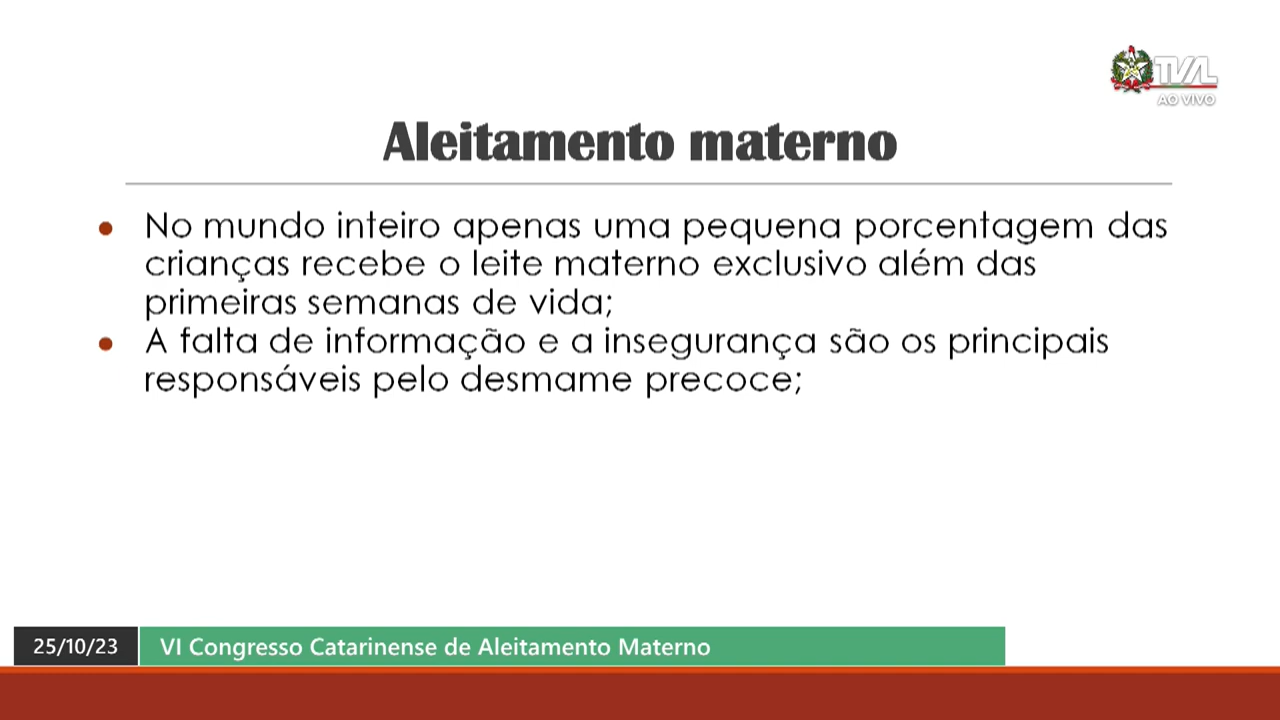 TVAL
AO VIVO
Aleitamento materno
No mundo inteiro apenas uma pequena porcentagem das
crianças recebe o leite materno exclusivo além das
primeiras semanas de vida;
A falta de informação e a insegurança são os principais
responsáveis pelo desmame precoce;
25/10/23 VI Congresso Catarinense de Aleitamento Materno